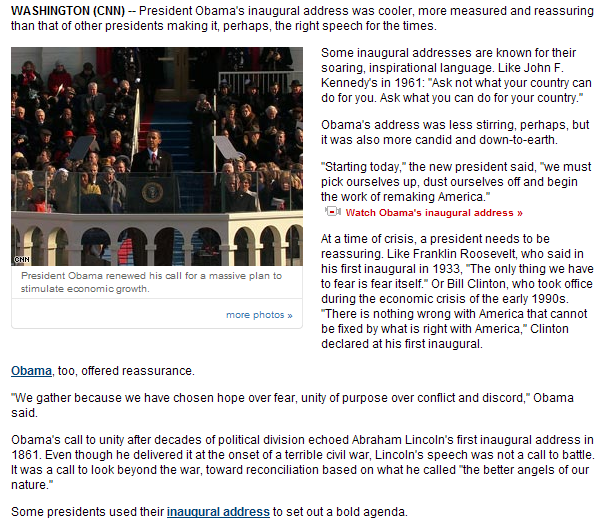 WASHINGTON (CNN) -- President Obama's inaugural address was cooler, more measured and reassuring
than that of other presidents making it, perhaps, the right speech for the times.
Some inaugural addresses are known for their
soaring, inspirational language. Like John F.
Kennedy's in 1961: "Ask not what your country can
do for you. Ask what you can do for your country."
Obama's address was less stirring, perhaps, but
it was also more candid and down-to-earth.
"Starting today," the new president said, "we must
pick ourselves up, dust ourselves off and begin
the work of remaking America."
Watch Obama's inaugural address »
At a time of crisis, a president needs to be
reassuring. Like Franklin Roosevelt, who said in
his first inaugural in 1933, "The only thing we have
to fear is fear itself." Or Bill Clinton, who took office
during the economic crisis of the early 1990s.
"There is nothing wrong with America that cannot
be fixed by what is right with America," Clinton
declared at his first inaugural.
CNN
President Obama renewed his call for a massive plan to
stimulate economic growth.
more photos »
Obama, too, offered reassurance.
"We gather because we have chosen hope over fear, unity of purpose over conflict and discord," Obama
said.
Obama's call to unity after decades of political division echoed Abraham Lincoln's first inaugural address in
1861. Even though he delivered it at the onset of a terrible civil war, Lincoln's speech was not a call to battle.
It was a call to look beyond the war, toward reconciliation based on what he called "the better angels of our
nature."
Some presidents used their inaugural address to set out a bold agenda.